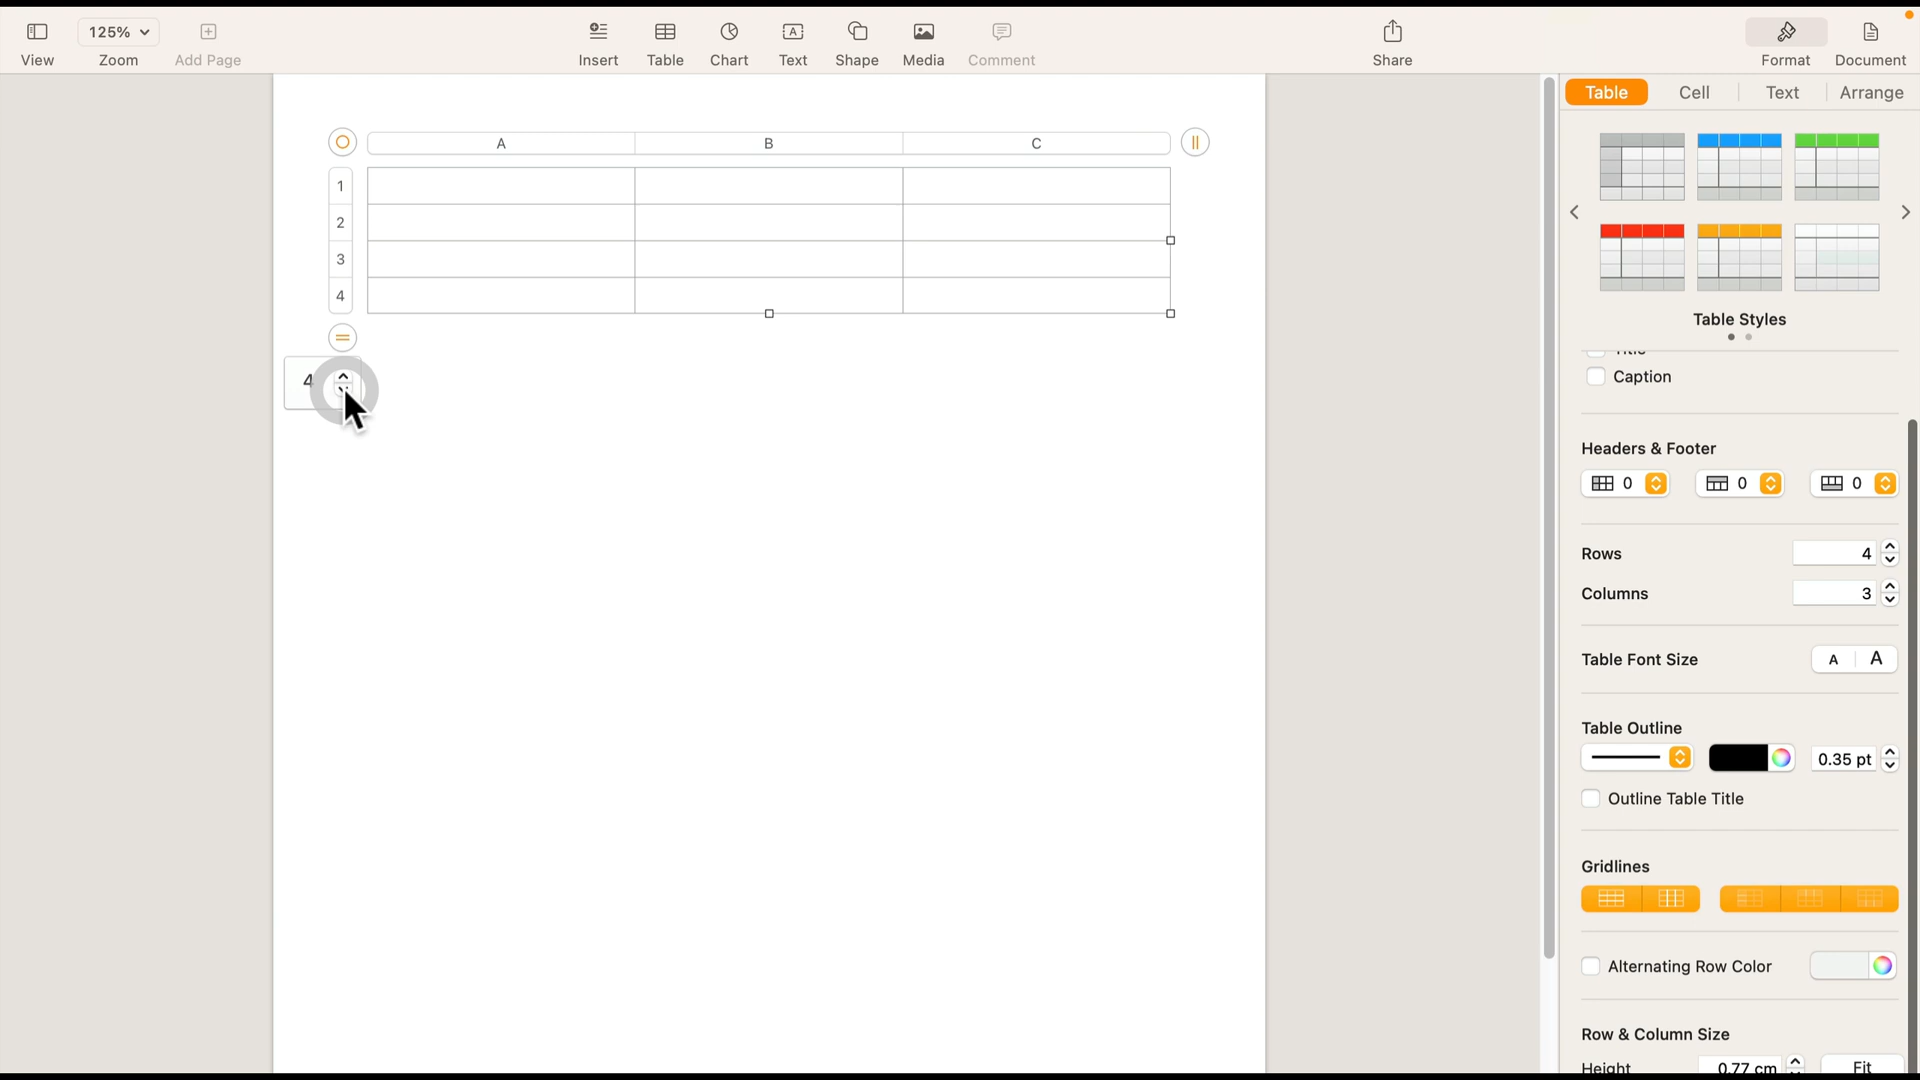 125%
View
Zoom
Add Page
Insert
Table
Chart
Text
Shape
Media
Comment
Share
Format
Document
Table
Cell
Text
Arrange
A
B
C
1
2
3
4
4
Table Styles
Title
Caption
Headers & Footer
0
0
0
Rows
4
Columns
3
Table Font Size
A
A
Table Outline
0.35 pt
Outline Table Title
Gridlines
Alternating Row Color
Row & Column Size
Height
0.77 cm
Fit